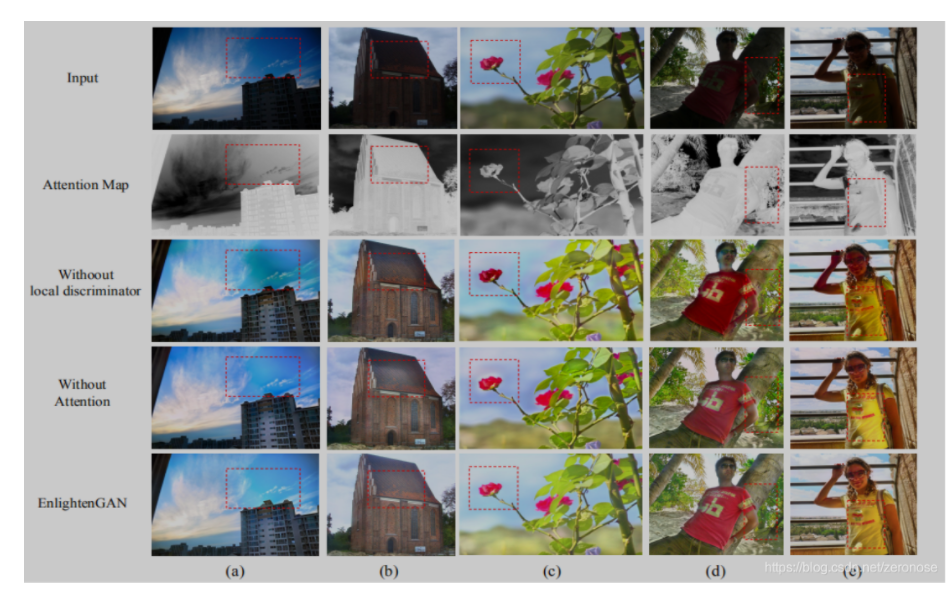 Input
Attention Map
Withoout
local discriminator
Without
Attention
EnlightenGAN
(a)
(b)
(c)
(d)
(e)
https://blog.csdn.net/zeronose